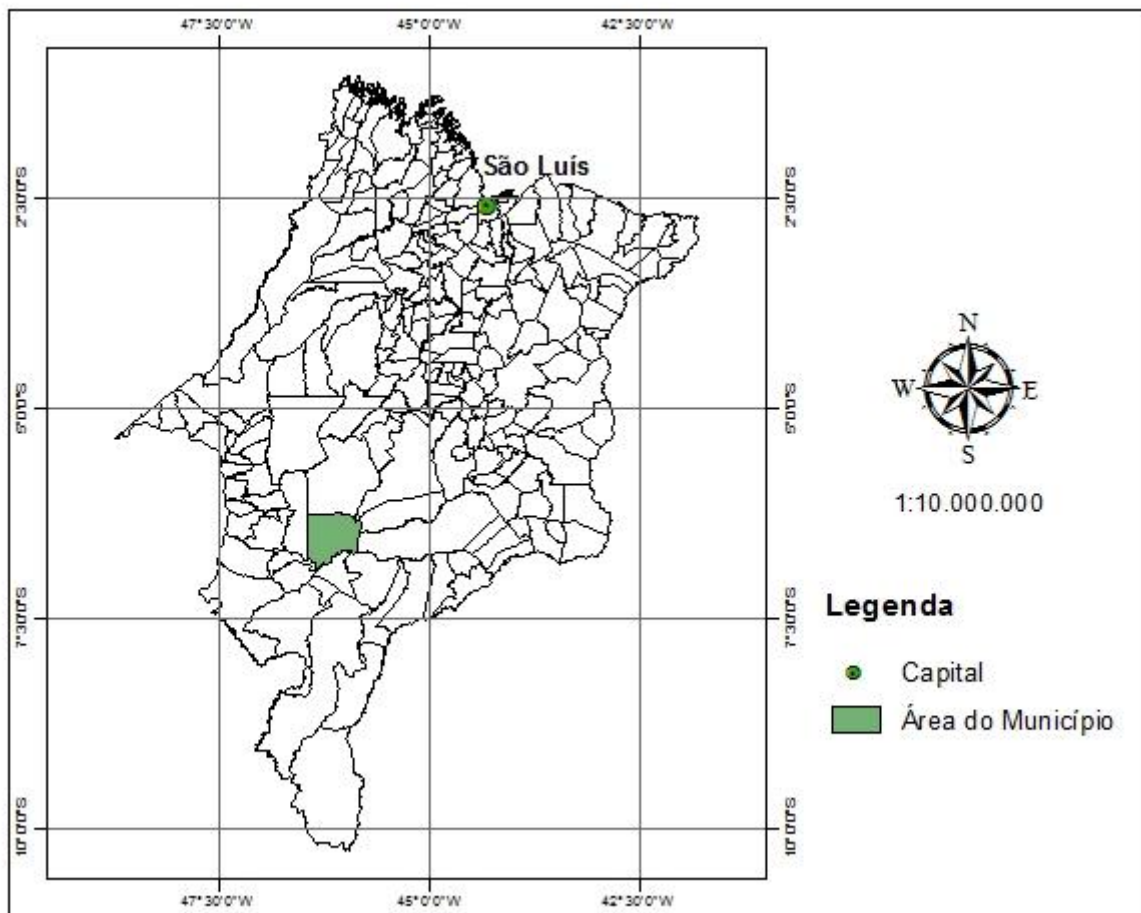 47°30'0"W 45°0'0"W 42°30'0"W
São Luís
2°30'0"S 2°30'0"S
N
W E
S
5°0'0"S 5°0'0"S
1:10.000.000
7°30'0"S 7°30'0"S
Legenda
Capital
Área do Município
10°0'0"S 10°0'0"S
47°30'0"W 45°0'0"W 42°30'0"W